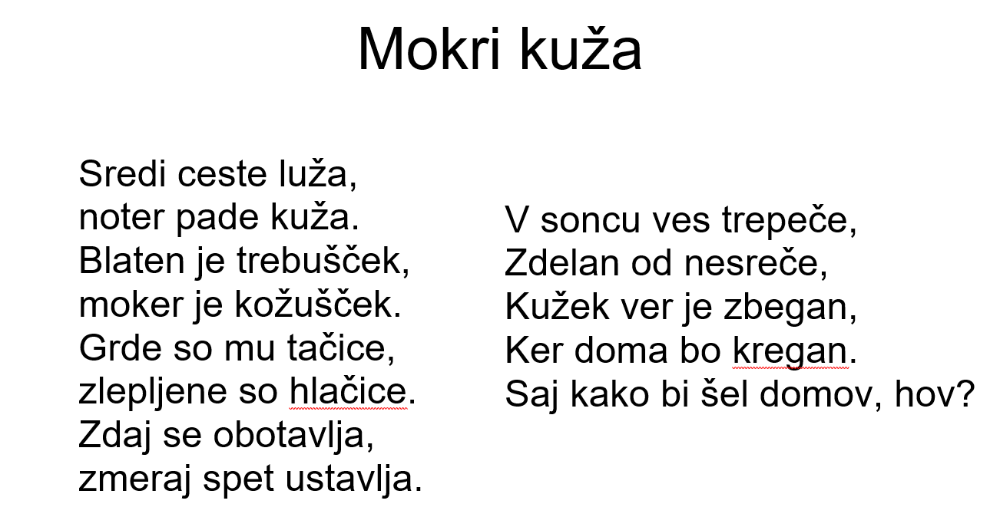 Mokri kuža
Sredi ceste luža,
noter pade kuža.
Blaten je trebušček,
moker je kožušček.
Grde so mu tačice,
zlepljene so hlačice.
Zdaj se obotavlja,
zmeraj spet ustavlja.
V soncu ves trepeče,
Zdelan od nesreče,
Kužek ver je zbegan,
Ker doma bo kregan.
Saj kako bi šel domov, hov?